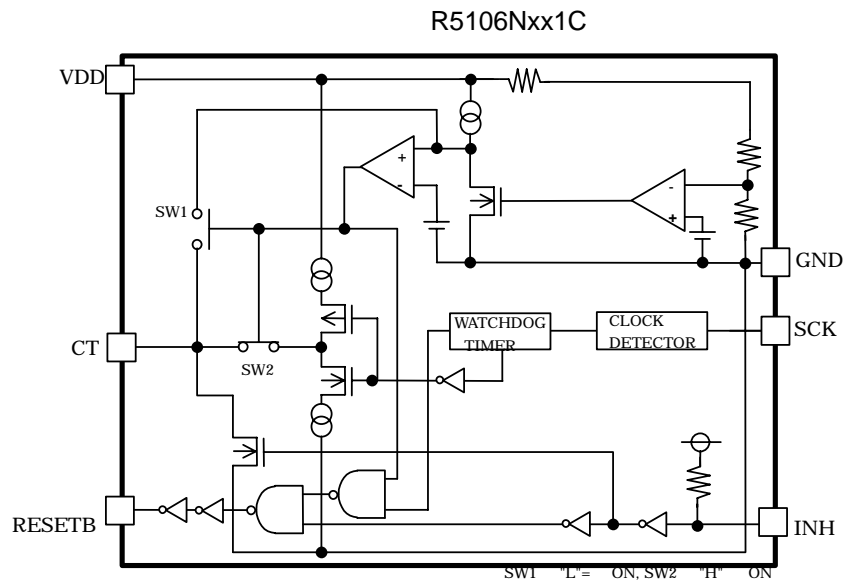 R5106Nxx1C
VDD
+
-
SW1
-
+
GND
WATCHDOG
TIMER
CLOCK
DETECTOR
SCK
CT
SW2
RESETB
INH
SW1 "L"= ON, SW2 "H" ON